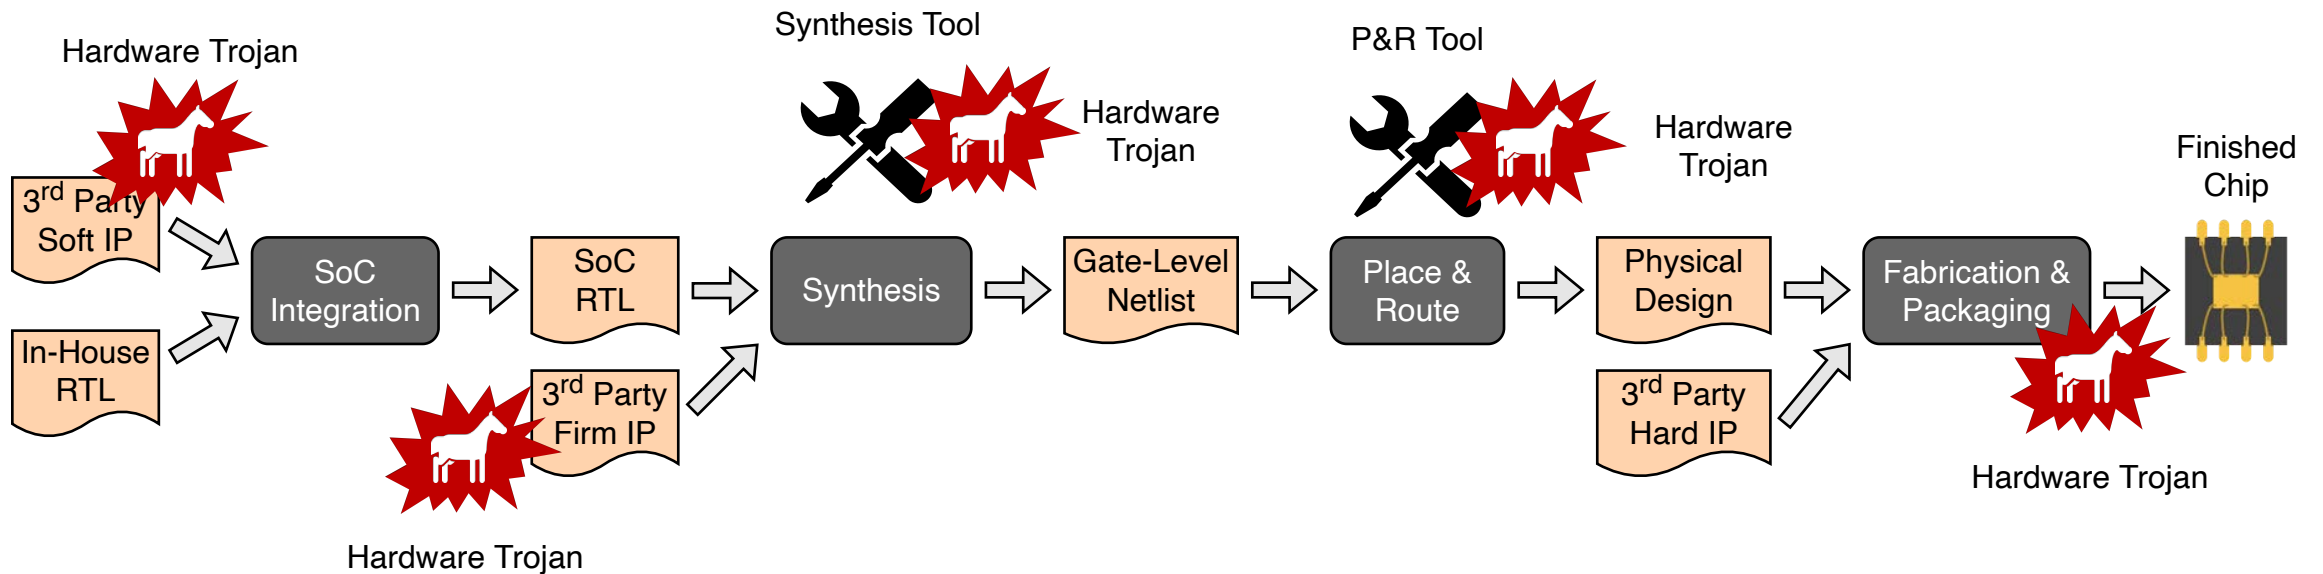 Hardware Trojan
3rd Party
Soft IP
In-House
RTL
SoC
Integration
SoC
RTL
3rd Party
Firm IP
Hardware Trojan
Synthesis Tool
Hardware
Trojan
Synthesis
Gate-Level
Netlist
P&R Tool
Hardware
Trojan
Place &
Route
Physical
Design
3rd Party
Hard IP
Fabrication &
Packaging
Hardware Trojan
Finished
Chip